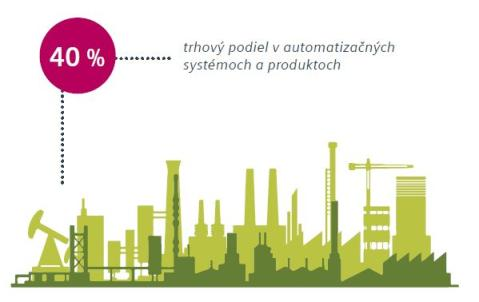 40 %
trhový podiel v automatizačných
systémoch a produktoch